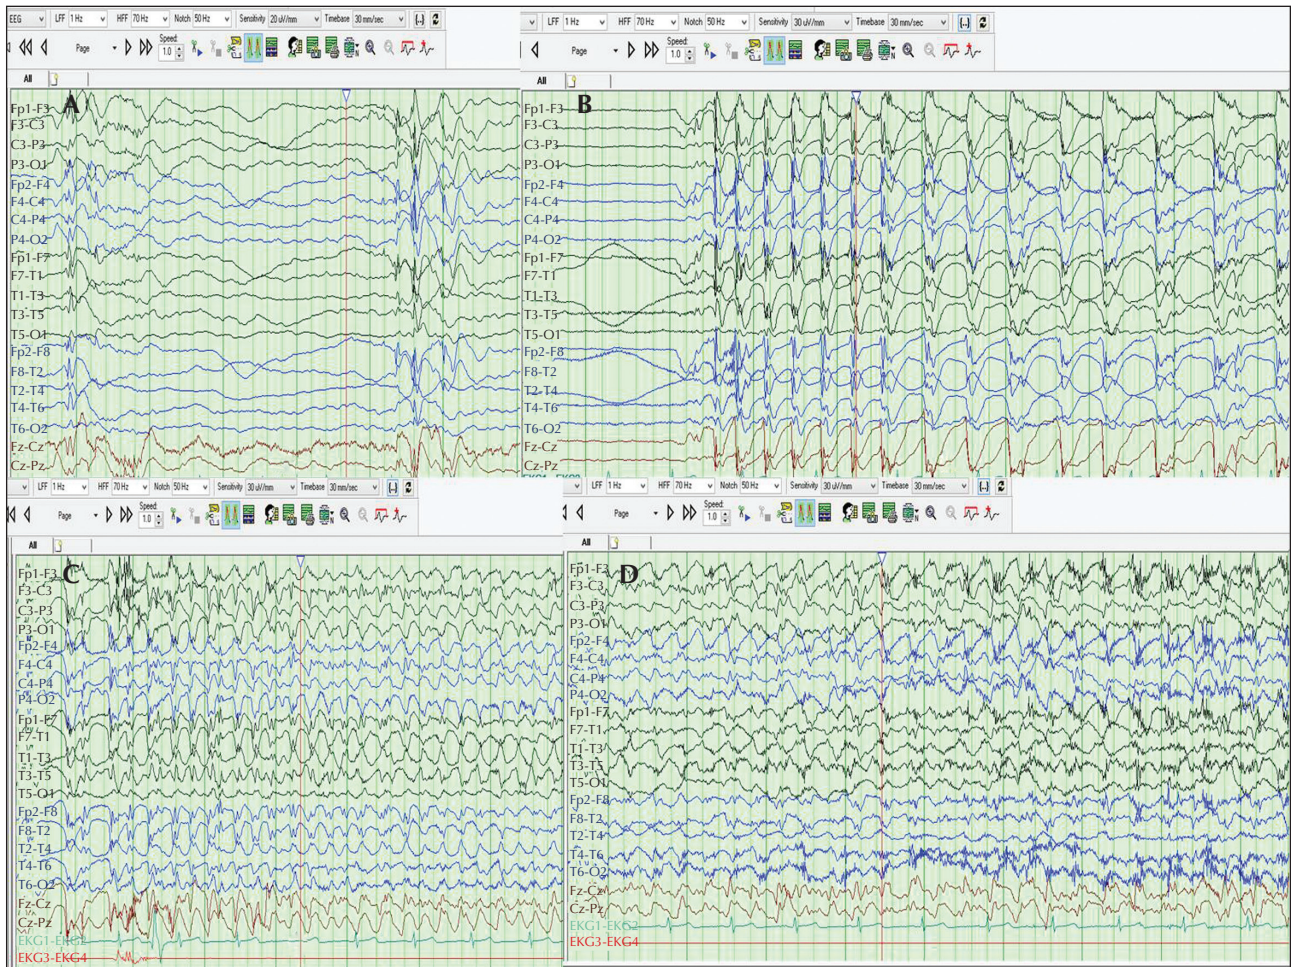 EEG LFF 1 Hz HFF 70 Hz Notch 50 Hz Sensitivity 20 uV/mm Timebase 30 mm/sec [..]
Page Speed: 1.0
All
A
Fp1-F3
F3-C3
C3-P3
P3-O1
Fp2-F4
F4-C4
C4-P4
P4-O2
Fp1-F7
F7-T1
T1-T3
T3-T5
T5-O1
Fp2-F8
F8-T2
T2-T4
T4-T6
T6-O2
Fz-Cz
Cz-Pz
LFF 1 Hz HFF 70 Hz Notch 50 Hz Sensitivity 30 uV/mm Timebase 30 mm/sec [..]
Page Speed: 1.0
All
B
Fp1-F3
F3-C3
C3-P3
P3-O1
Fp2-F4
F4-C4
C4-P4
P4-O2
Fp1-F7
F7-T1
T1-T3
T3-T5
T5-O1
Fp2-F8
F8-T2
T2-T4
T4-T6
T6-O2
Fz-Cz
Cz-Pz
LFF 1 Hz HFF 70 Hz Notch 50 Hz Sensitivity 30 uV/mm Timebase 30 mm/sec [..]
Page Speed: 1.0
All
C
Fp1-F3
F3-C3
C3-P3
P3-O1
Fp2-F4
F4-C4
C4-P4
P4-O2
Fp1-F7
F7-T1
T1-T3
T3-T5
T5-O1
Fp2-F8
F8-T2
T2-T4
T4-T6
T6-O2
Fz-Cz
Cz-Pz
EKG1-EKG2
EKG3-EKG4
LFF 1 Hz HFF 70 Hz Notch 50 Hz Sensitivity 30 uV/mm Timebase 30 mm/sec [..]
Page Speed: 1.0
All
D
Fp1-F3
F3-C3
C3-P3
P3-O1
Fp2-F4
F4-C4
C4-P4
P4-O2
Fp1-F7
F7-T1
T1-T3
T3-T5
T5-O1
Fp2-F8
F8-T2
T2-T4
T4-T6
T6-O2
Fz-Cz
Cz-Pz
EKG1-EKG2
EKG3-EKG4